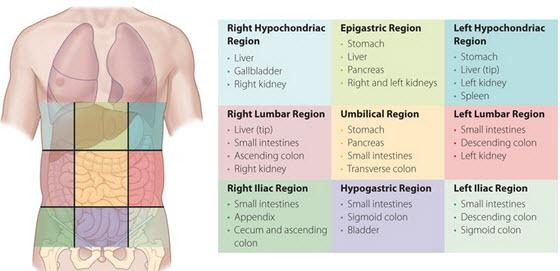 Right Hypochondriac
Region
• Liver
• Gallbladder
• Right kidney
Epigastric Region
• Stomach
• Liver
• Pancreas
• Right and left kidneys
Left Hypochondriac
Region
• Stomach
• Liver (tip)
• Left kidney
• Spleen
Right Lumbar Region
• Liver (tip)
• Small intestines
• Ascending colon
• Right kidney
Umbilical Region
• Stomach
• Pancreas
• Small intestines
• Transverse colon
Left Lumbar Region
• Small intestines
• Descending colon
• Left kidney
Right Iliac Region
• Small intestines
• Appendix
• Cecum and ascending
colon
Hypogastric Region
• Small intestines
• Sigmoid colon
• Bladder
Left Iliac Region
• Small intestines
• Descending colon
• Sigmoid colon